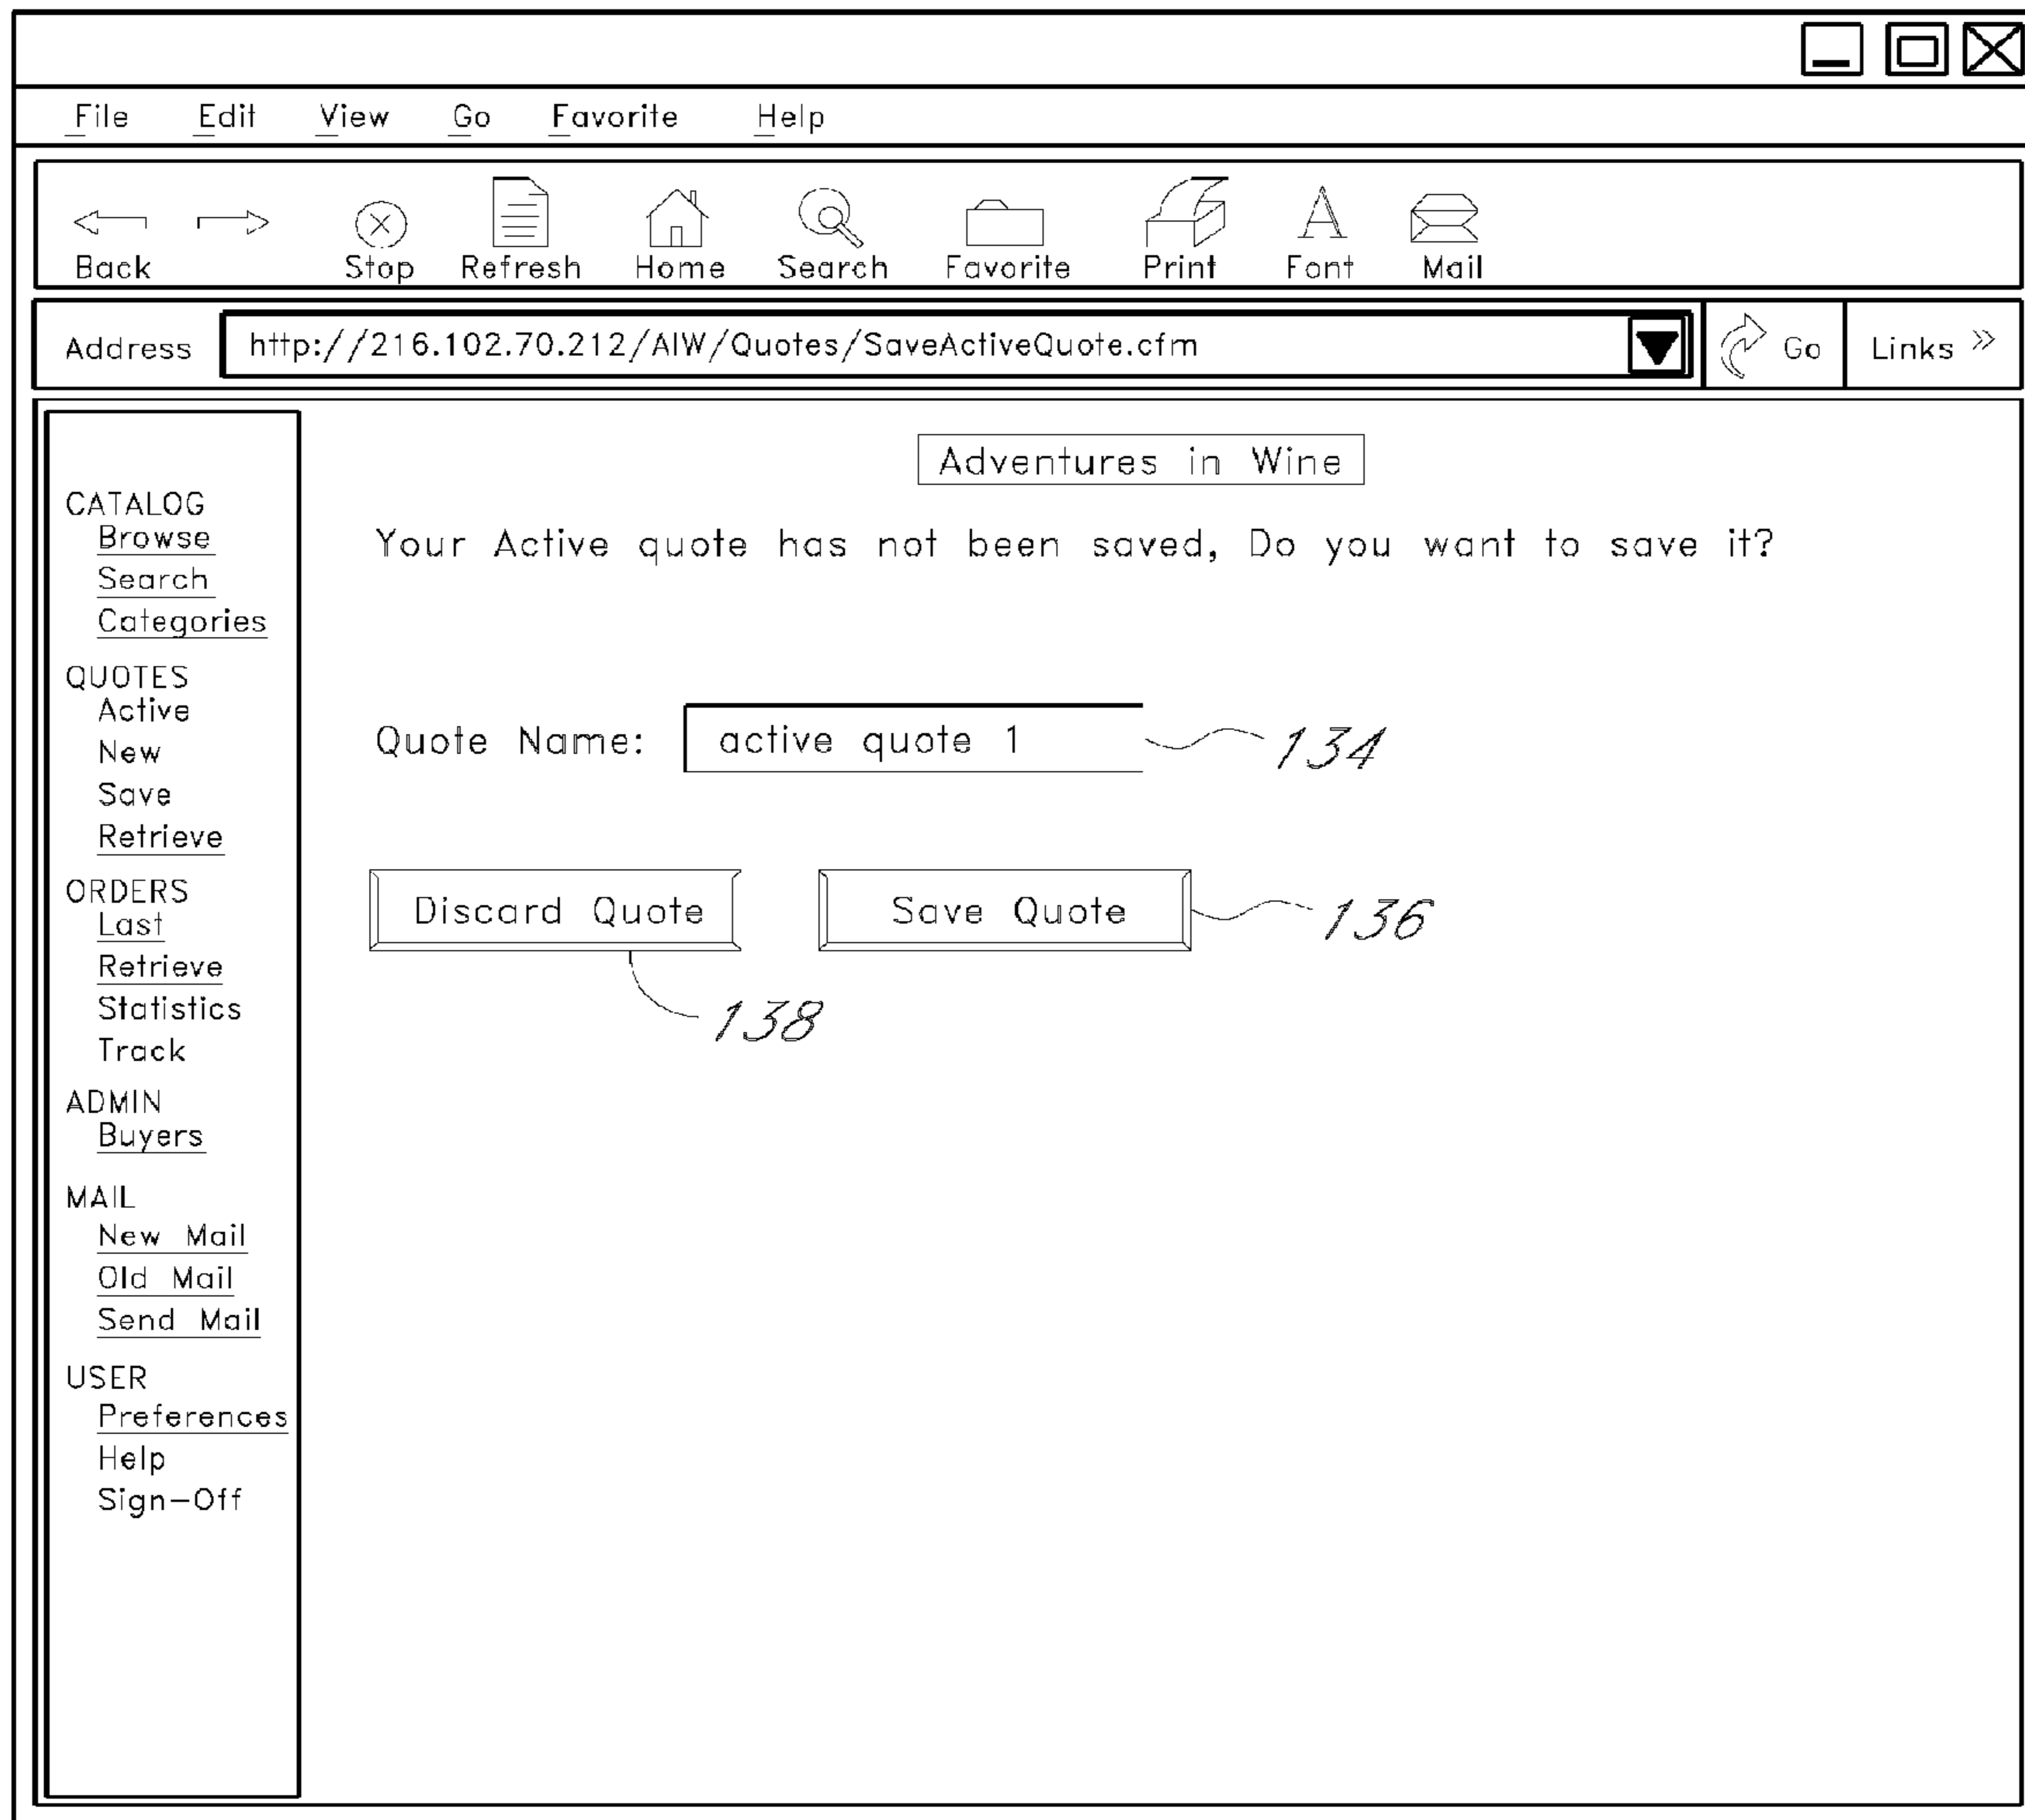 File Edit View Go Favorite Help
Back Stop Refresh Home Search Favorite Print Font Mail
Address http://216.102.70.212/AIW/Quotes/SaveActiveQuote.cfm Go Links »
Adventures in Wine
Your Active quote has not been saved, Do you want to save it?
Quote Name: active quote 1 134
Discard Quote Save Quote 136
138
CATALOG
Browse
Search
Categories
QUOTES
Active
New
Save
Retrieve
ORDERS
Last
Retrieve
Statistics
Track
ADMIN
Buyers
MAIL
New Mail
Old Mail
Send Mail
USER
Preferences
Help
Sign-Off